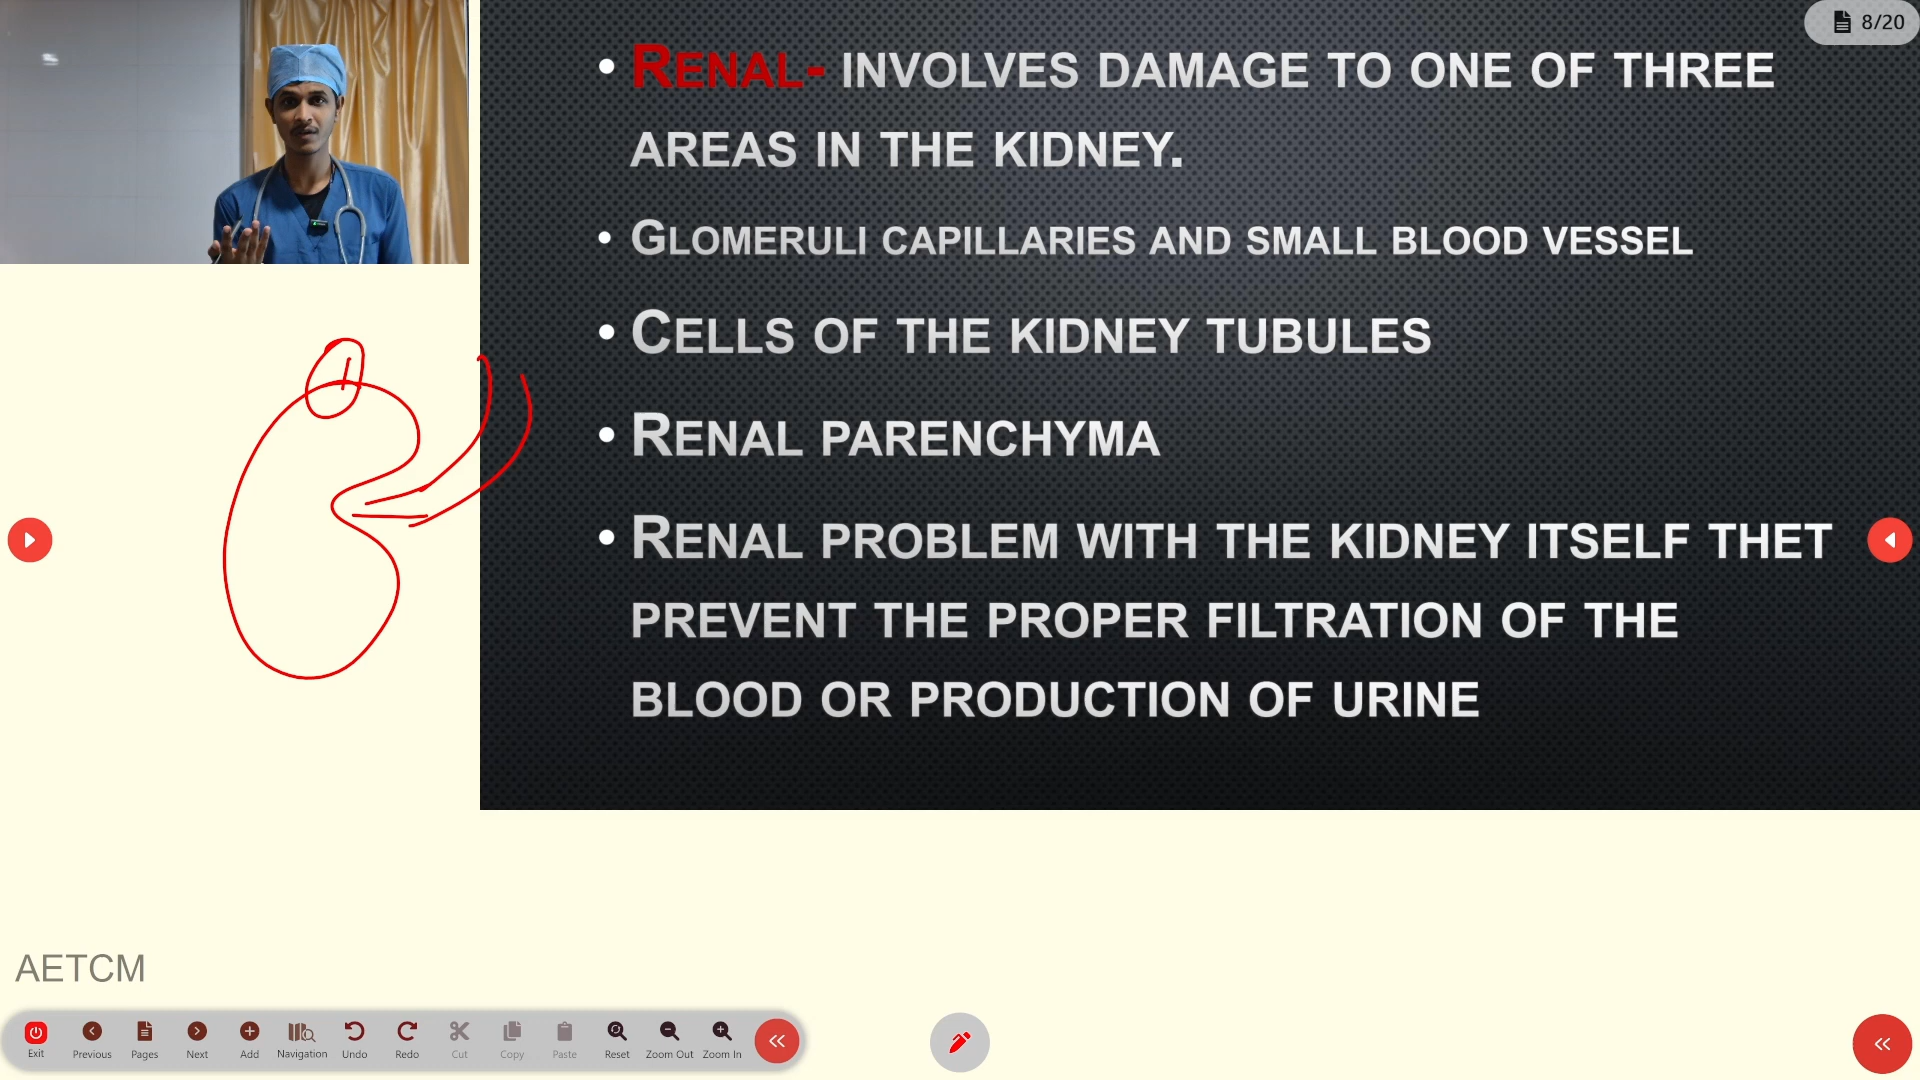 8/20
• RENAL- INVOLVES DAMAGE TO ONE OF THREE
AREAS IN THE KIDNEY.
• GLOMERULI CAPILLARIES AND SMALL BLOOD VESSEL
• CELLS OF THE KIDNEY TUBULES
• RENAL PARENCHYMA
• RENAL PROBLEM WITH THE KIDNEY ITSELF THET
PREVENT THE PROPER FILTRATION OF THE
BLOOD OR PRODUCTION OF URINE
AETCM
Exit Previous Pages Next Add Navigation Undo Redo Cut Copy Paste Reset Zoom Out Zoom In